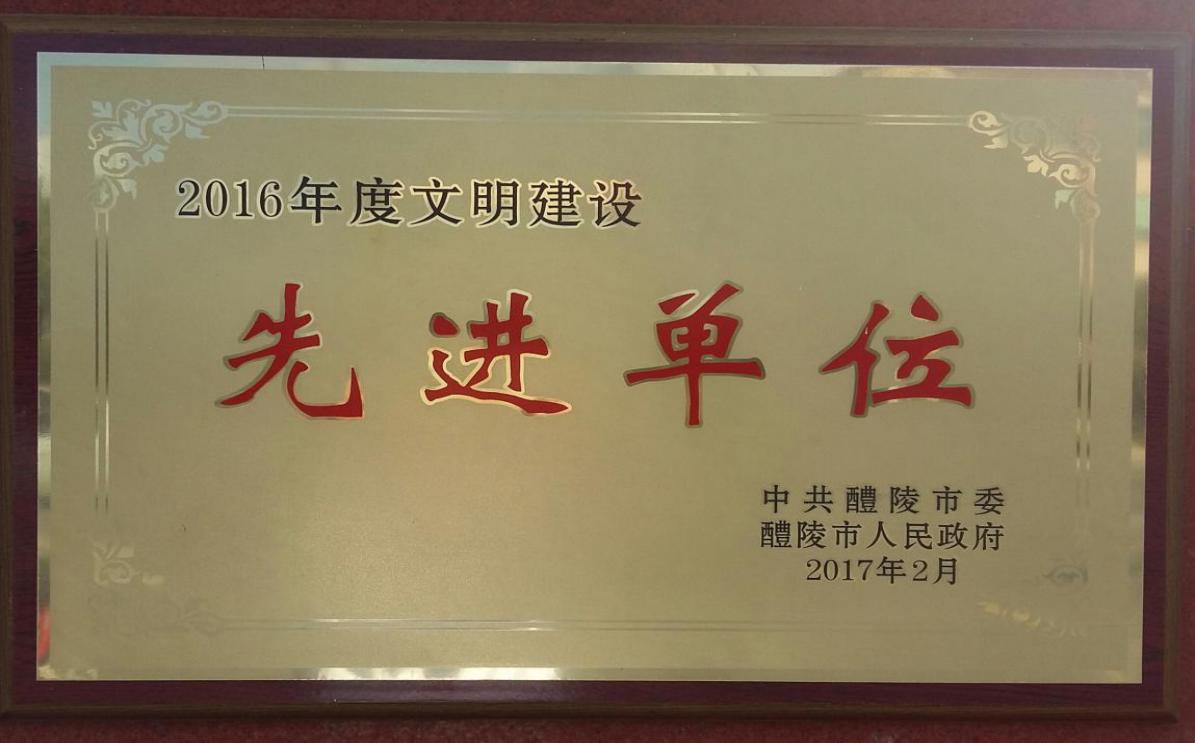 2016年度文明建设
先进单位
中共醴陵市委
醴陵市人民政府
2017年2月